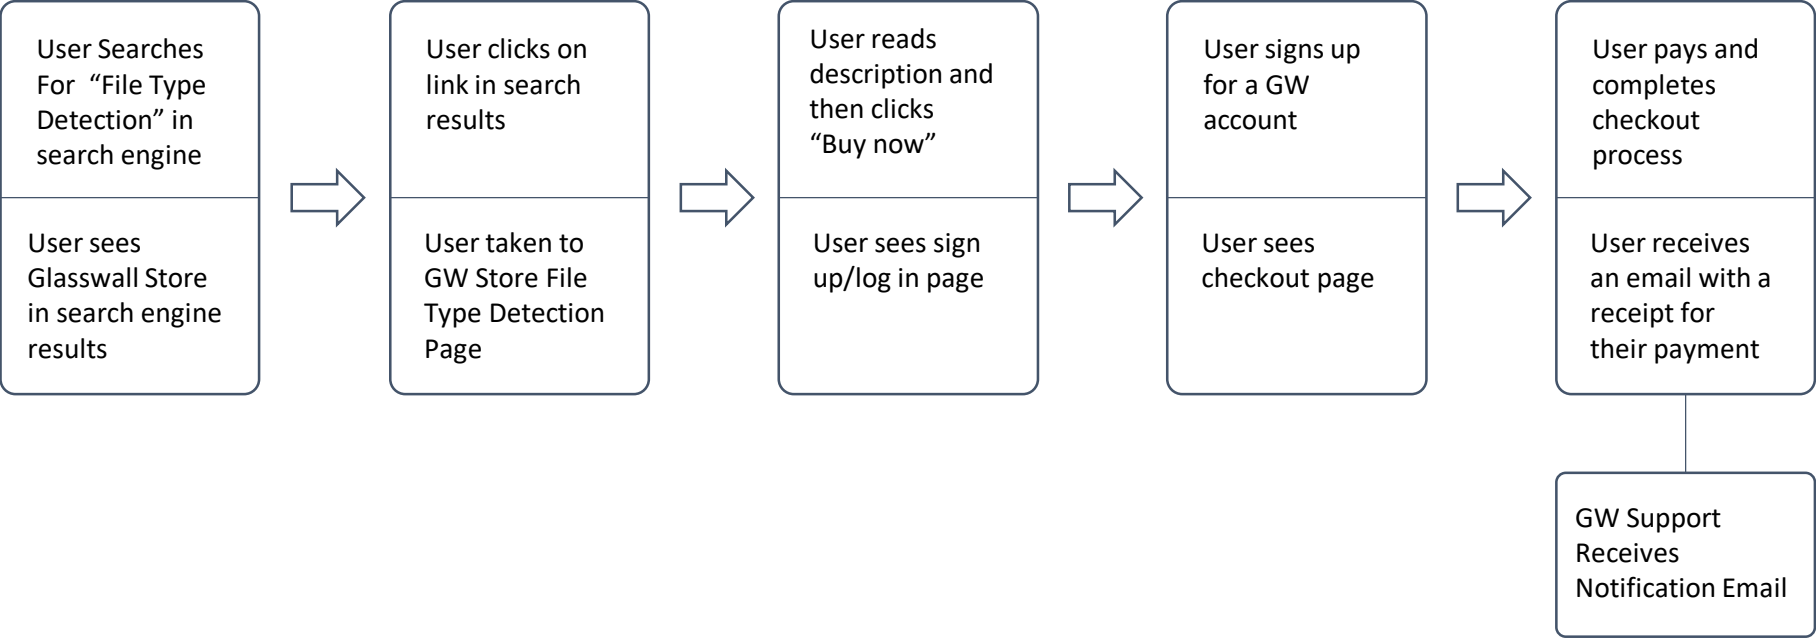 User Searches
For “File Type
Detection” in
search engine
User sees
Glasswall Store
in search engine
results
User clicks on
link in search
results
User taken to
GW Store File
Type Detection
Page
User reads
description and
then clicks
“Buy now”
User sees sign
up/log in page
User signs up
for a GW
account
User sees
checkout page
User pays and
completes
checkout
process
User receives
an email with a
receipt for
their payment
GW Support
Receives
Notification Email